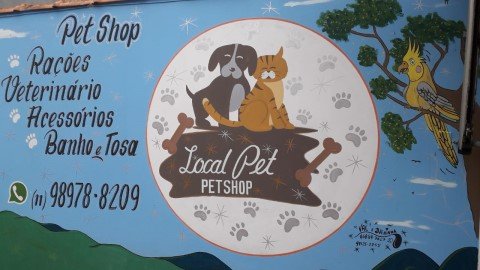 Pet Shop
Rações
Veterinário
Acessórios
Banho e Tosa
(11) 98978-8209
Local Pet
PETSHOP